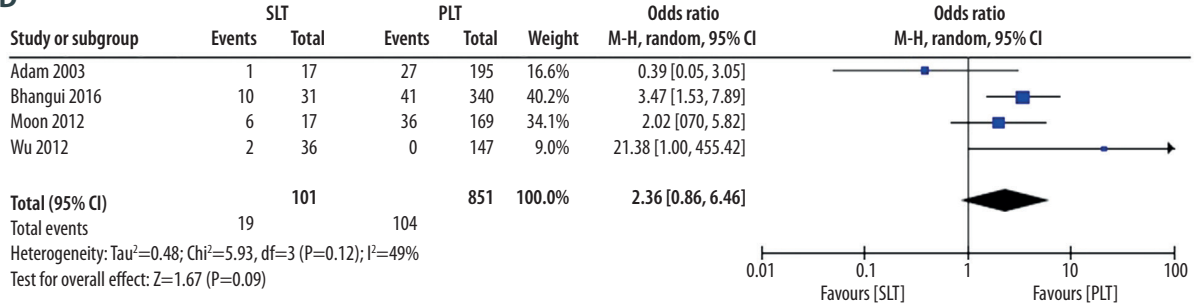 D
SLT PLT Odds ratio Odds ratio
Study or subgroup Events Total Events Total Weight M-H, random, 95% CI M-H, random, 95% CI
Adam 2003 1 17 27 195 16.6% 0.39 [0.05, 3.05]
Bhangui 2016 10 31 41 340 40.2% 3.47 [1.53, 7.89]
Moon 2012 6 17 36 169 34.1% 2.02 [070, 5.82]
Wu 2012 2 36 0 147 9.0% 21.38 [1.00, 455.42]
Total (95% CI) 101 851 100.0% 2.36 [0.86, 6.46]
Total events 19 104
Heterogeneity: Tau²=0.48; Chi²=5.93, df=3 (P=0.12); I²=49%
Test for overall effect: Z=1.67 (P=0.09)
0.01 0.1 1 10 100
Favours [SLT] Favours [PLT]